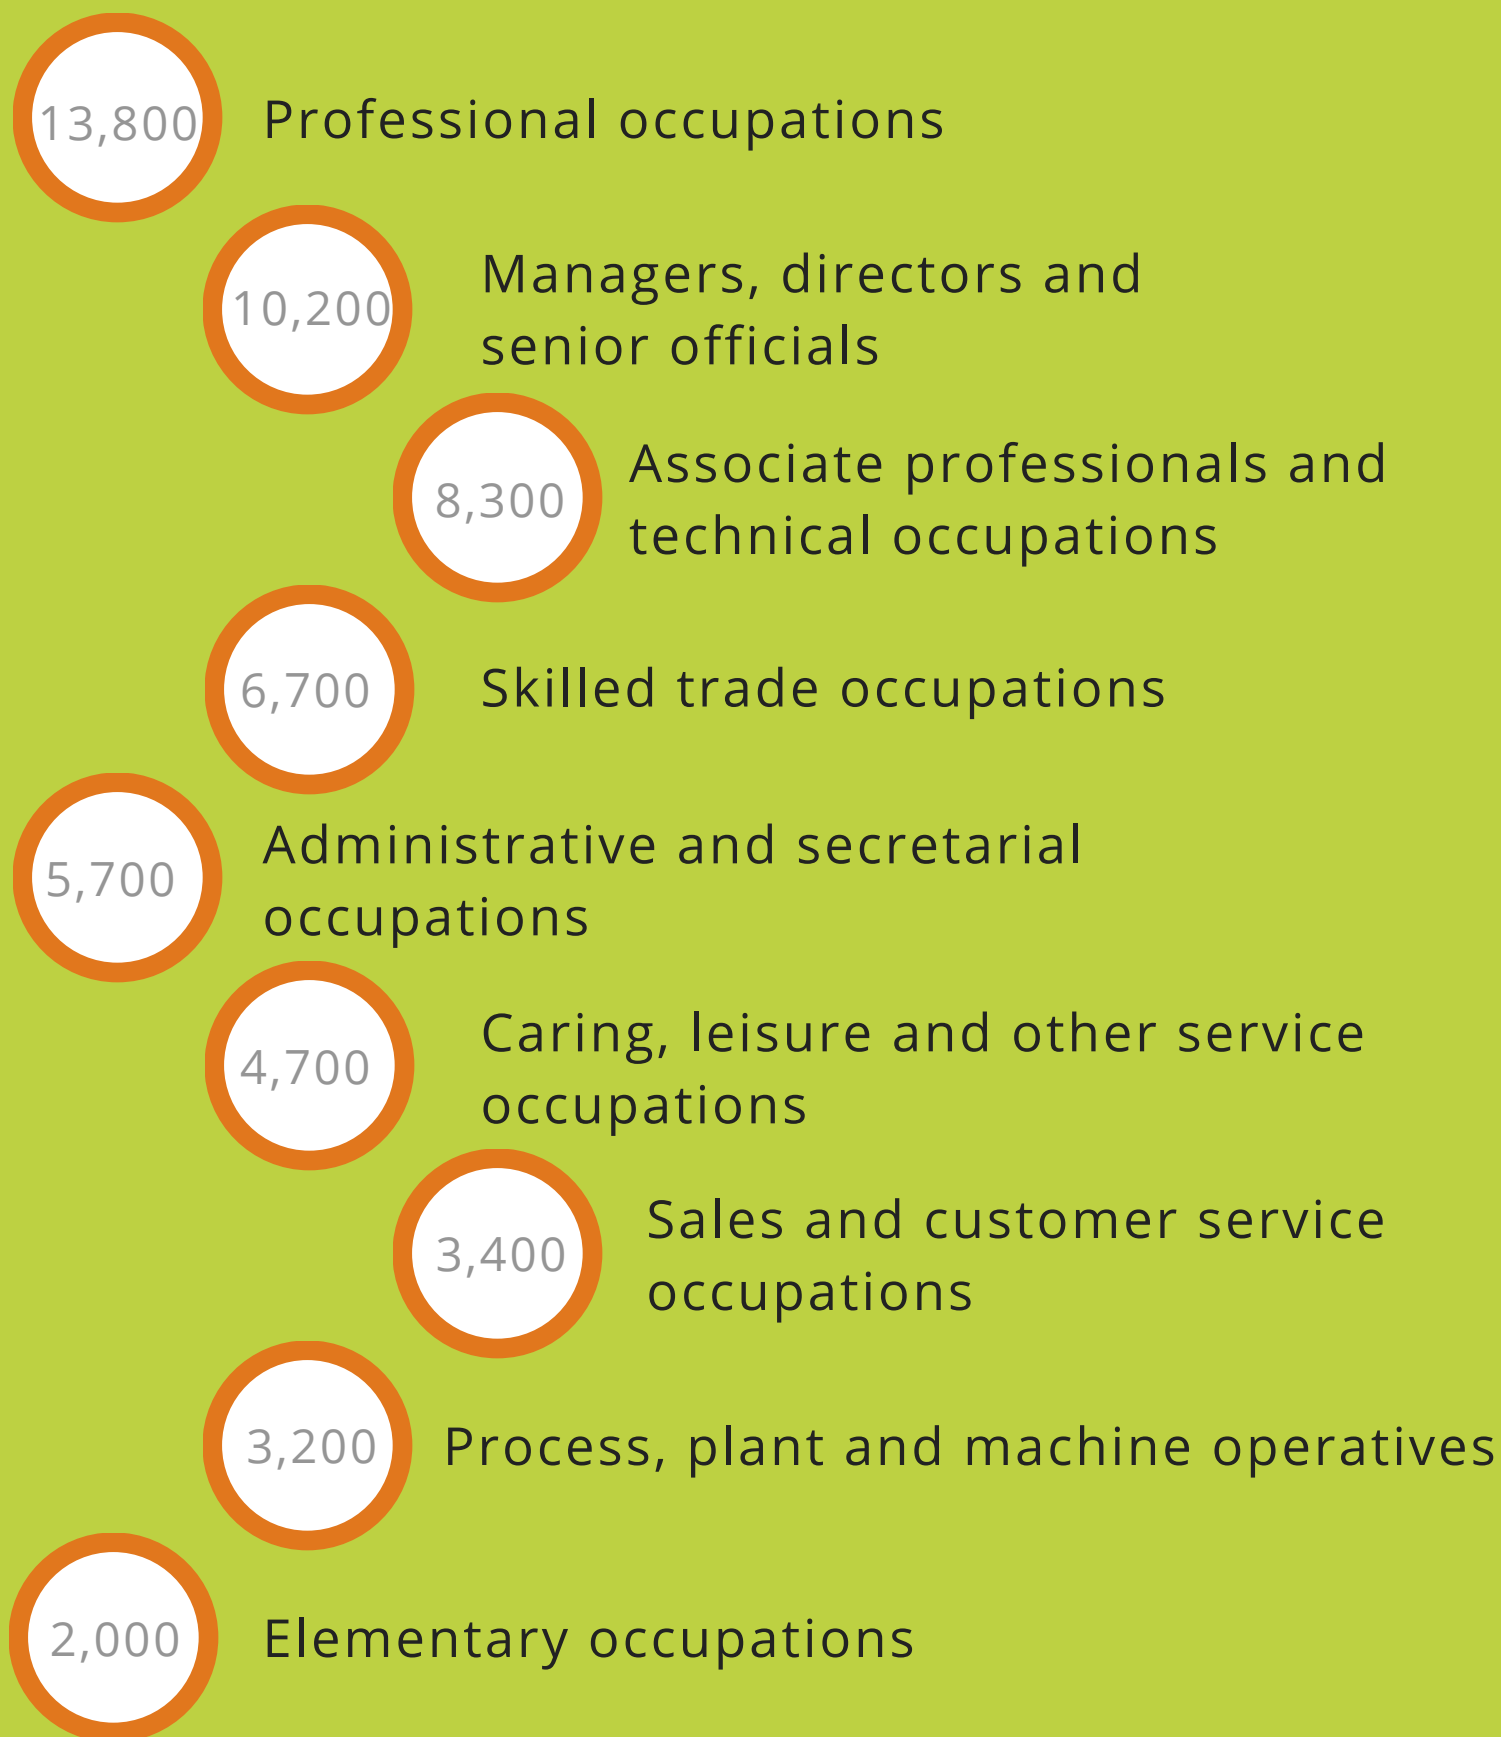 13,800
Professional occupations
10,200
Managers, directors and
senior officials
8,300
Associate professionals and
technical occupations
6,700
Skilled trade occupations
5,700
Administrative and secretarial
occupations
4,700
Caring, leisure and other service
occupations
3,400
Sales and customer service
occupations
3,200
Process, plant and machine operatives
2,000
Elementary occupations